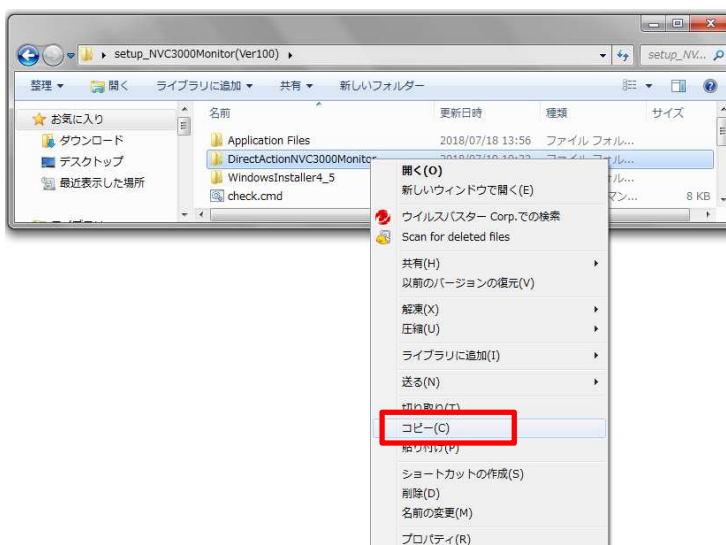 setup_NVC3000Monitor(Ver100)
setup_NV...
整理 開く ライブラリに追加 共有 新しいフォルダー
お気に入り
ダウンロード
デスクトップ
最近表示した場所
名前 更新日時 種類 サイズ
Application Files 2018/07/18 13:56 ファイル フォル...
DirectActionNVC3000Monitor
WindowsInstaller4_5
check.cmd 8 KB
開く(O)
新しいウィンドウで開く(E)
ウイルスバスター Corp.での検索
Scan for deleted files
共有(H)
以前のバージョンの復元(V)
解凍(X)
圧縮(U)
ライブラリに追加(I)
送る(N)
切り取り(T)
コピー(C)
貼り付け(P)
ショートカットの作成(S)
削除(D)
名前の変更(M)
プロパティ(R)